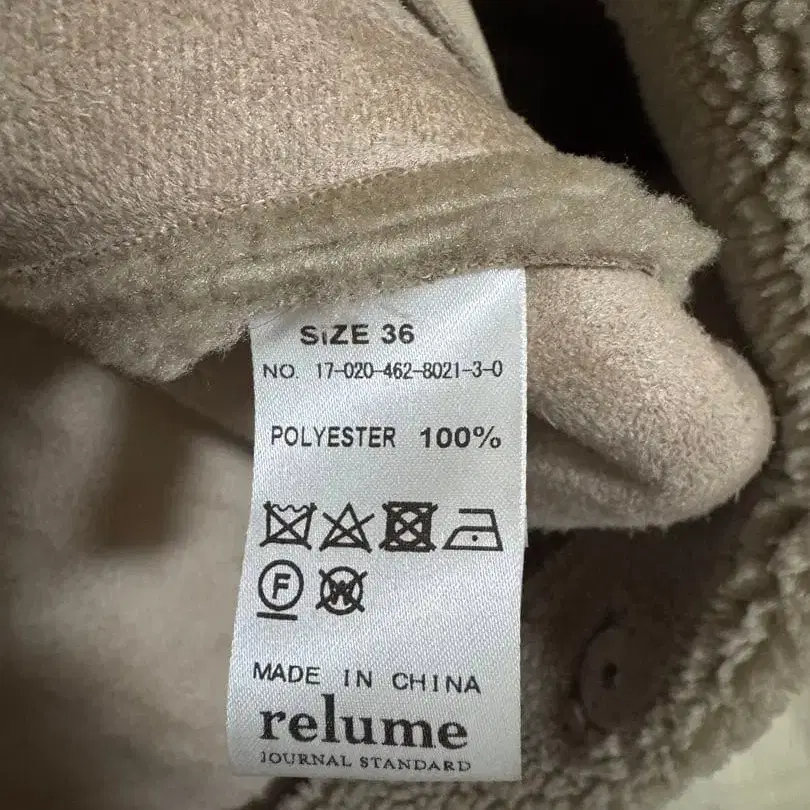 SIZE 36
NO. 17-020-462-8021-3-0
POLYESTER 100%
F W
MADE IN CHINA
relume
JOURNAL STANDARD